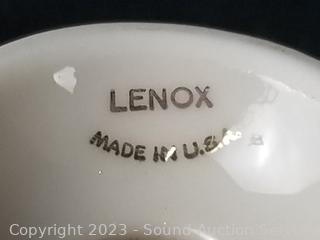 LENOX
MADE IN U.S.A.
Copyright 2023 - Sound Auction Service